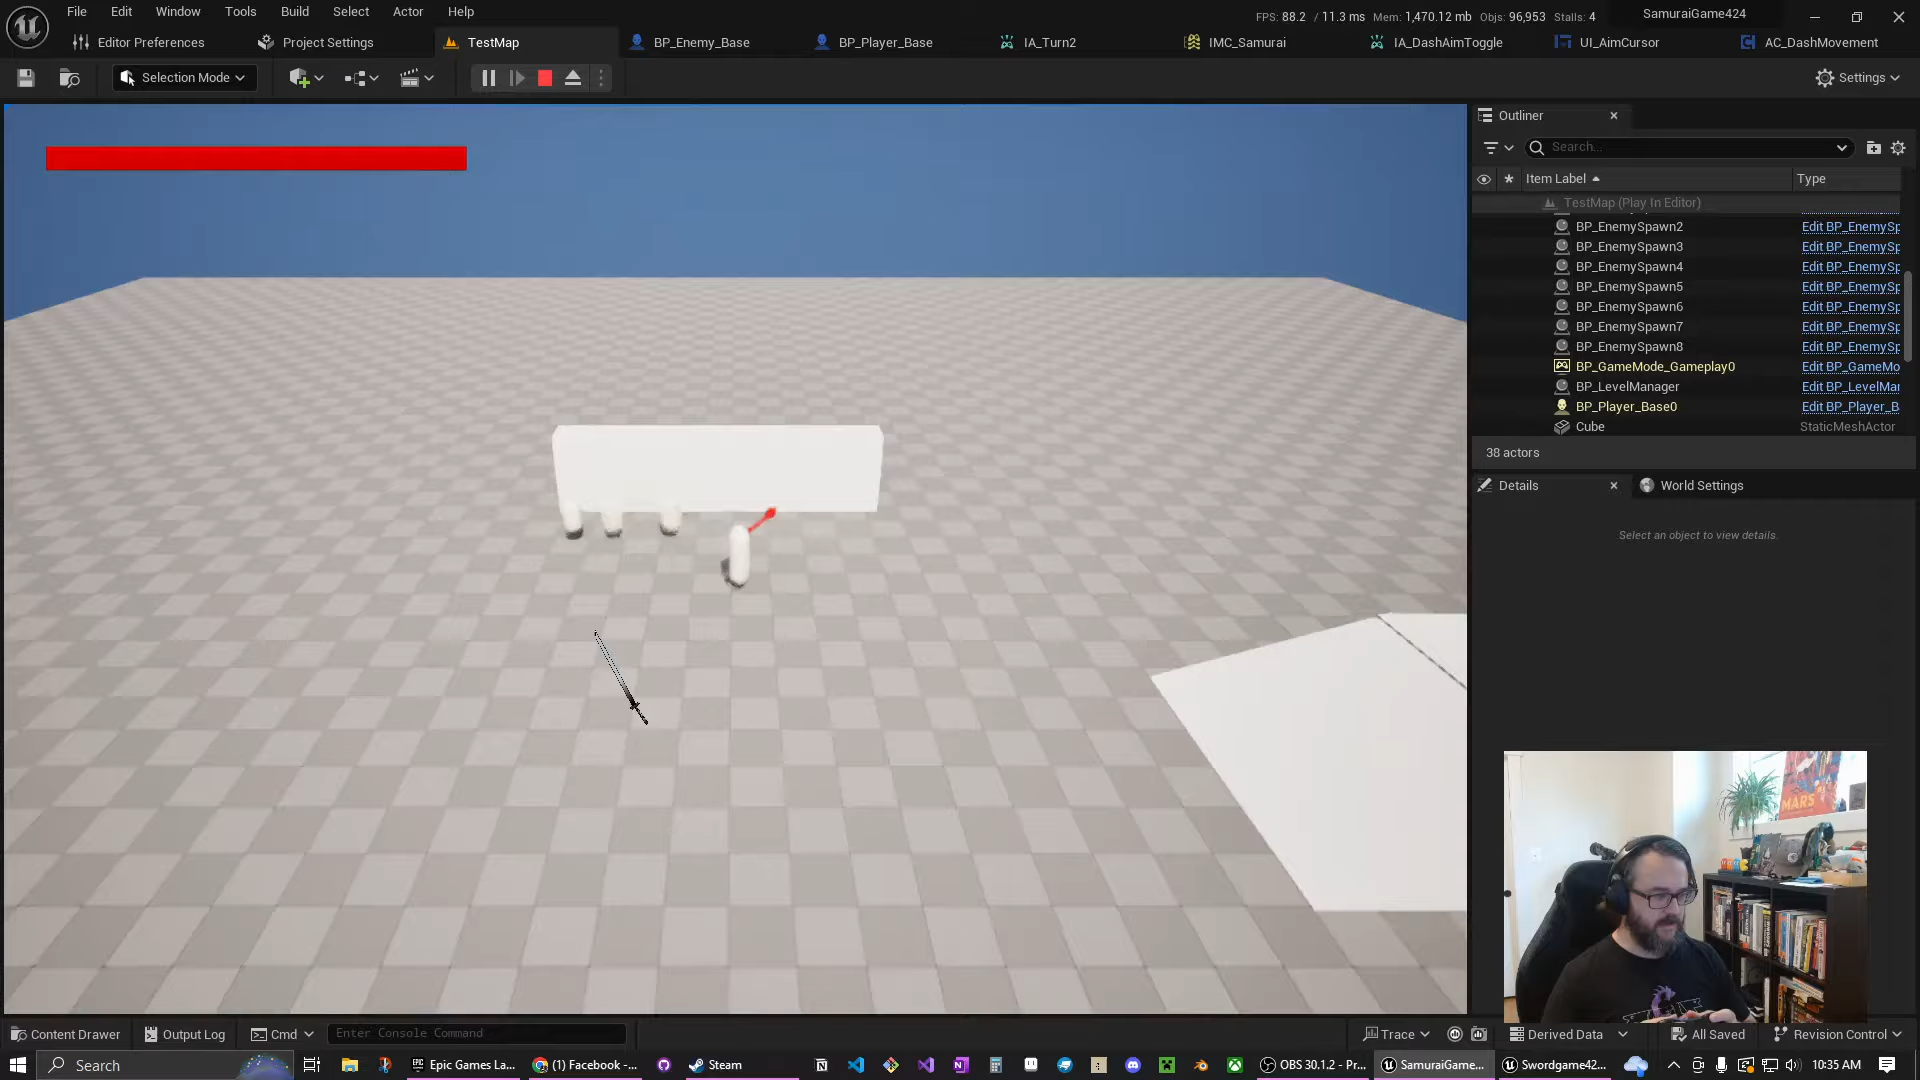 File Edit Window Tools Build Select Actor Help
FPS: 88.2 / 11.3 ms Mem: 1,470.12 mb Objs: 96,953 Stalls: 4
SamuraiGame424
Editor Preferences
Project Settings
TestMap
BP_Enemy_Base
BP_Player_Base
IA_Turn2
IMC_Samurai
IA_DashAimToggle
UI_AimCursor
AC_DashMovement
Selection Mode
Settings
Outliner
Search...
Item Label Type
TestMap (Play In Editor)
BP_EnemySpawn2 Edit BP_EnemySp
BP_EnemySpawn3 Edit BP_EnemySp
BP_EnemySpawn4 Edit BP_EnemySp
BP_EnemySpawn5 Edit BP_EnemySp
BP_EnemySpawn6 Edit BP_EnemySp
BP_EnemySpawn7 Edit BP_EnemySp
BP_EnemySpawn8 Edit BP_EnemySp
BP_GameMode_Gameplay0 Edit BP_GameMo
BP_LevelManager Edit BP_LevelMan
BP_Player_Base0 Edit BP_Player_B
Cube StaticMeshActor
38 actors
Details
World Settings
Select an object to view details.
MARS
Content Drawer
Output Log
Cmd
Enter Console Command
Trace
Derived Data
All Saved
Revision Control
Search
Epic Games La...
(1) Facebook -...
Steam
OBS 30.1.2 - Pr...
SamuraiGame...
Swordgame42...
10:35 AM